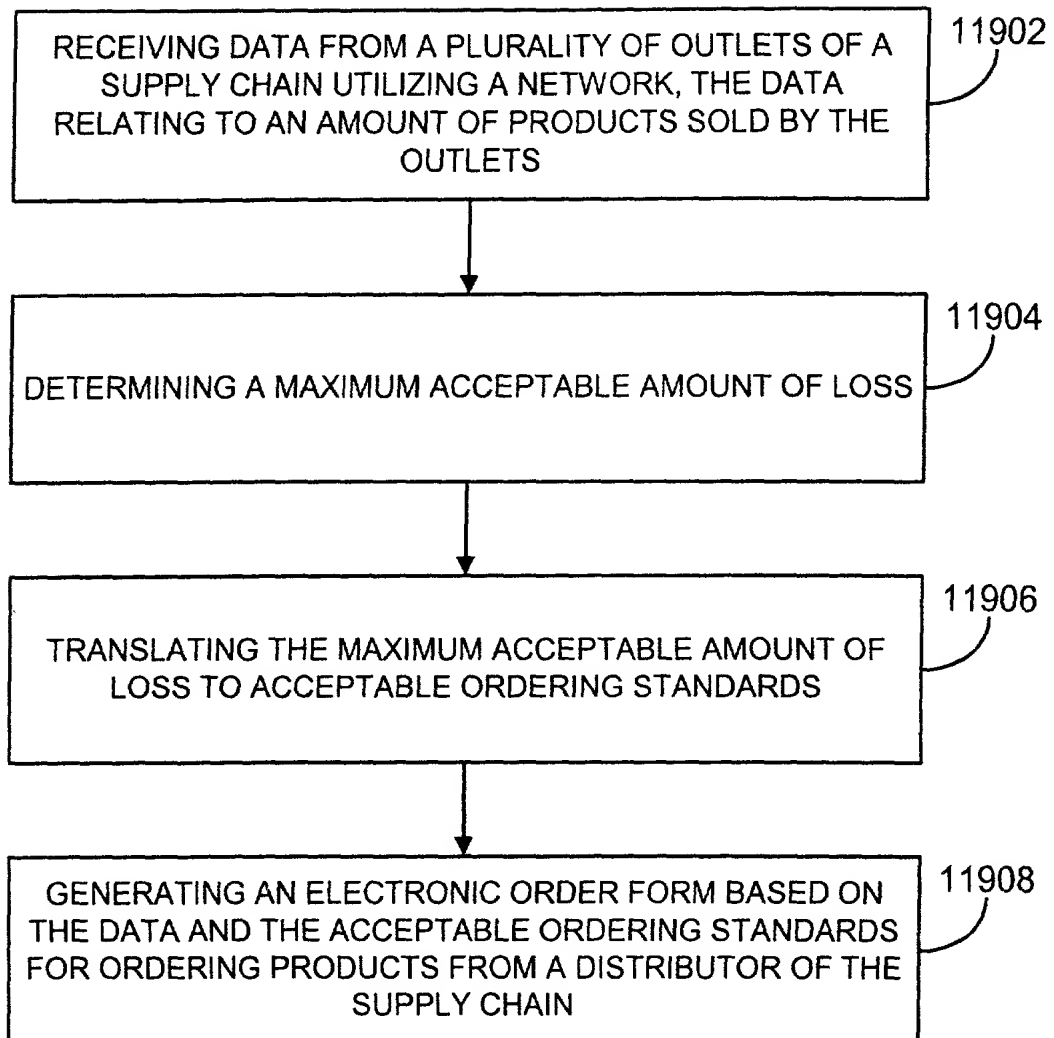 RECEIVING DATA FROM A PLURALITY OF OUTLETS OF A
SUPPLY CHAIN UTILIZING A NETWORK, THE DATA
RELATING TO AN AMOUNT OF PRODUCTS SOLD BY THE
OUTLETS
11902
DETERMINING A MAXIMUM ACCEPTABLE AMOUNT OF LOSS
11904
TRANSLATING THE MAXIMUM ACCEPTABLE AMOUNT OF
LOSS TO ACCEPTABLE ORDERING STANDARDS
11906
GENERATING AN ELECTRONIC ORDER FORM BASED ON
THE DATA AND THE ACCEPTABLE ORDERING STANDARDS
FOR ORDERING PRODUCTS FROM A DISTRIBUTOR OF THE
SUPPLY CHAIN
11908